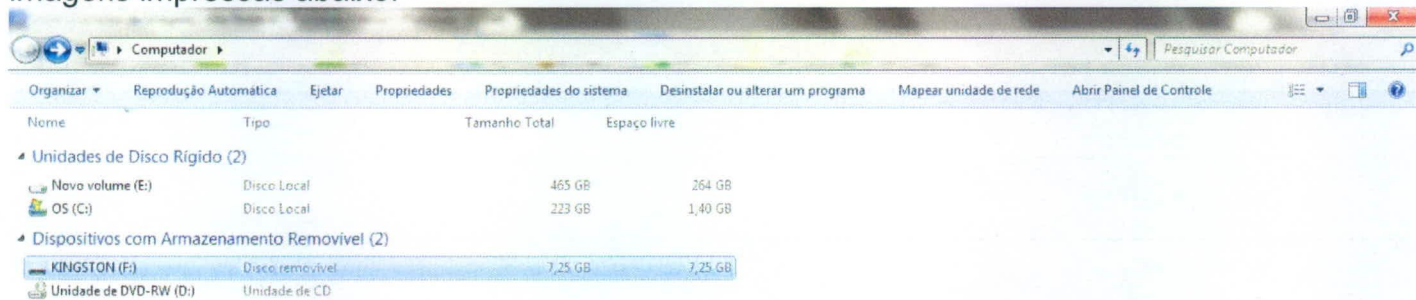 imagens impressas abaixo:
Computador
Pesquisar Computador
Organizar Reprodução Automática Ejetar Propriedades Propriedades do sistema Desinstalar ou alterar um programa Mapear unidade de rede Abrir Painel de Controle
Nome Tipo Tamanho Total Espaço livre
Unidades de Disco Rígido (2)
Novo volume (E:) Disco Local 465 GB 264 GB
OS (C:) Disco Local 223 GB 1,40 GB
Dispositivos com Armazenamento Removível (2)
KINGSTON (F:) Disco removível 7,25 GB 7,25 GB
Unidade de DVD-RW (D:) Unidade de CD